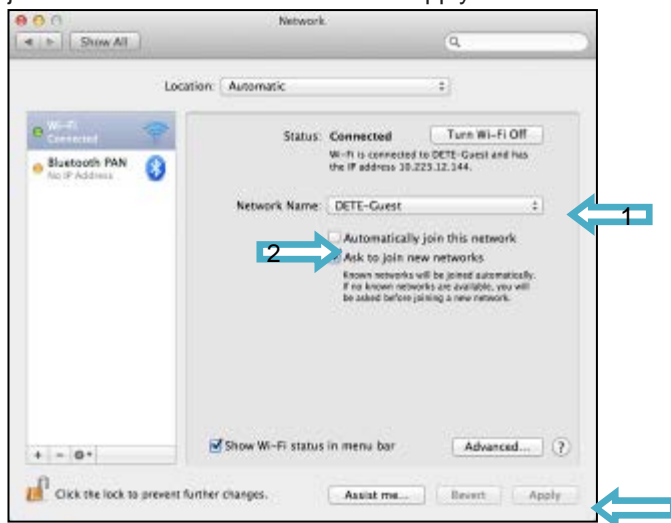 Network
Show All
Location: Automatic
Wi-Fi
Connected
Status: Connected
Turn Wi-Fi Off
Wi-Fi is connected to DETE-Guest and has
the IP address 10.225.12.144.
Bluetooth PAN
No IP Address
Network Name: DETE-Guest
1
Automatically join this network
2
Ask to join new networks
Known networks will be joined automatically.
If no known networks are available, you will
be asked before joining a new network.
Show Wi-Fi status in menu bar
Advanced...
?
Click the lock to prevent further changes.
Assist me...
Revert
Apply